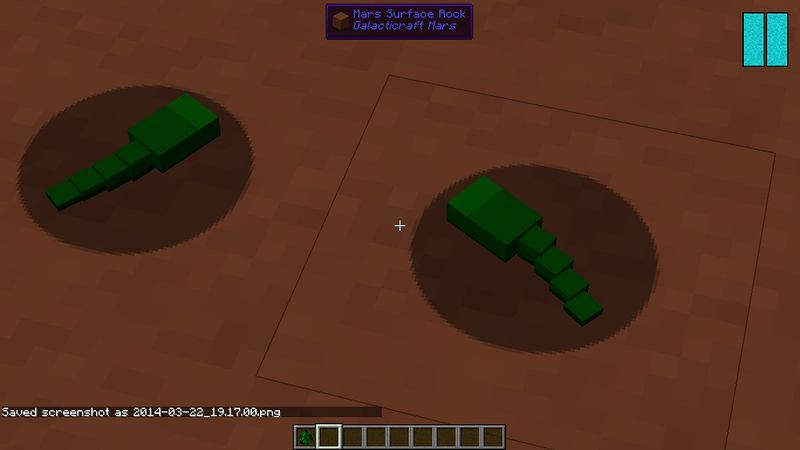 Mars Surface Rock
Galacticraft Mars
Saved screenshot as 2014-03-22_19.17.00.png